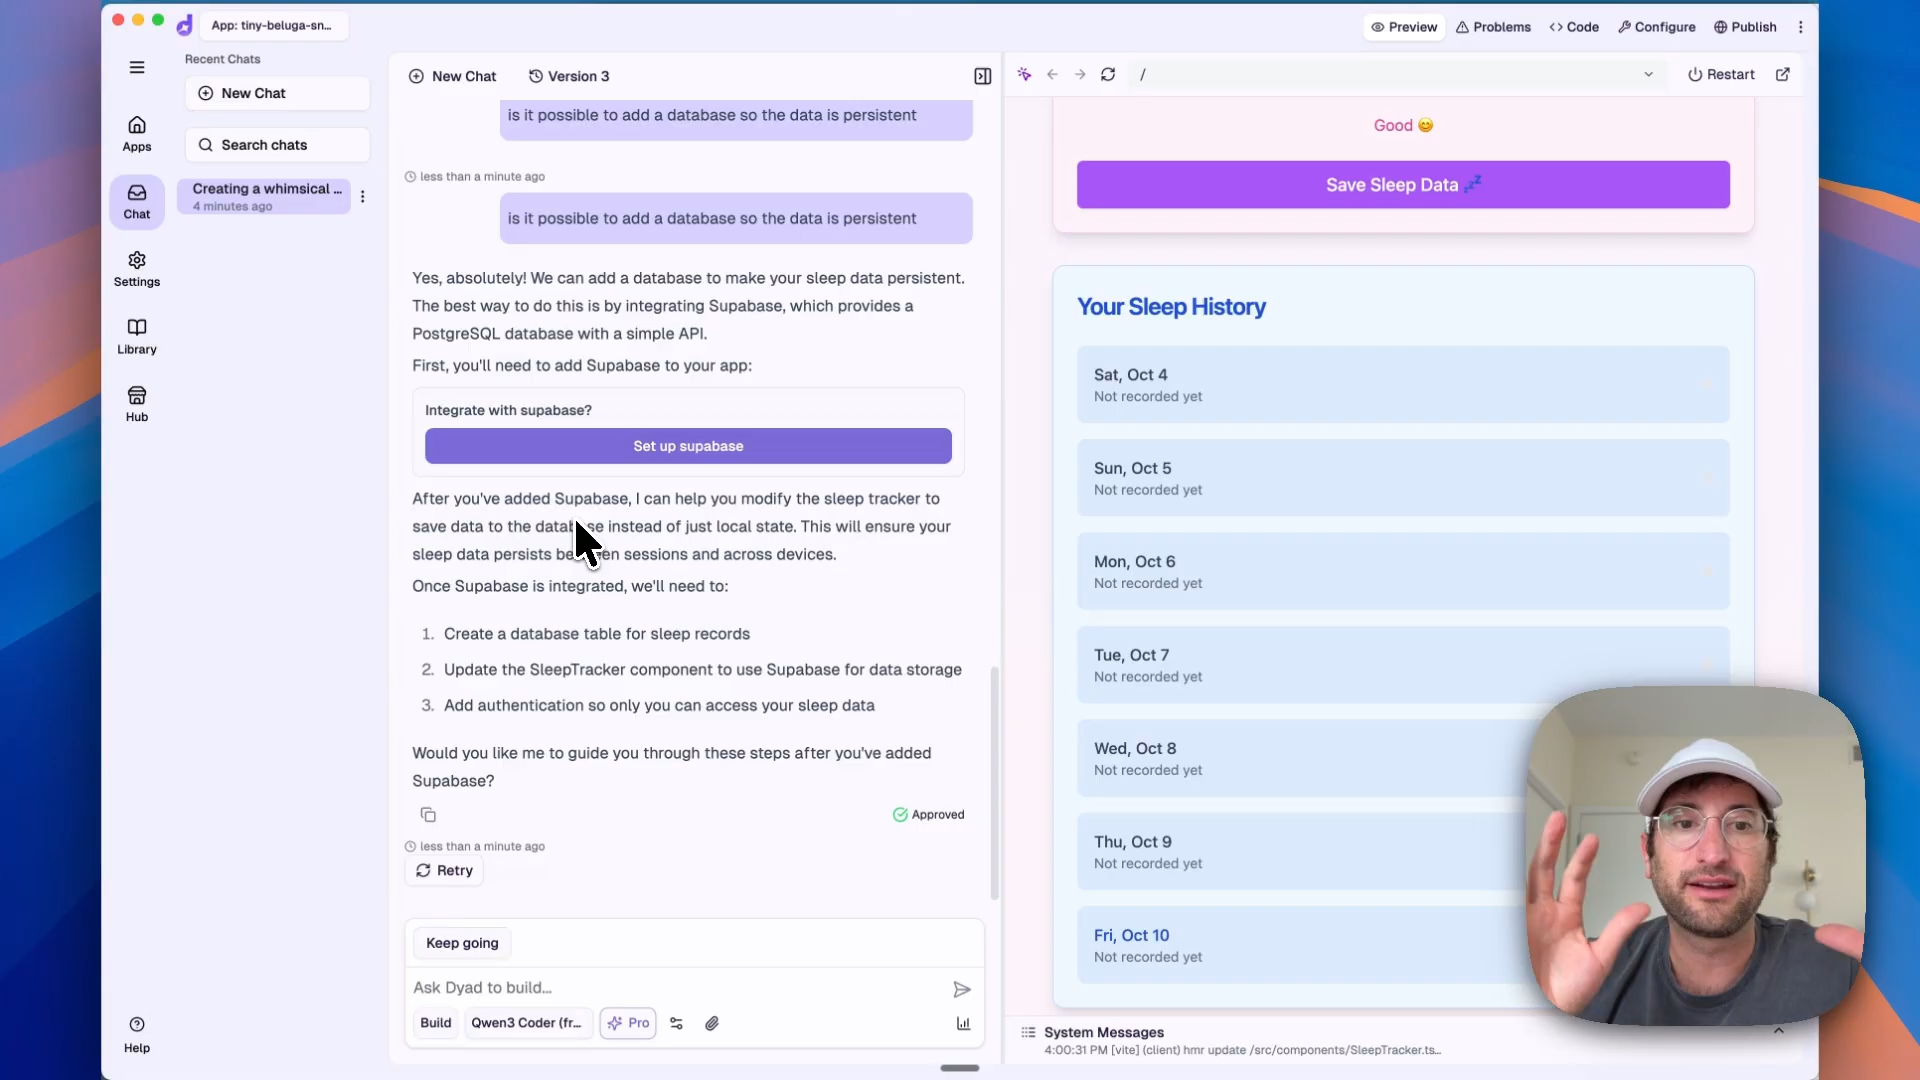 App: tiny-beluga-sn...
Preview
Problems
Code
Configure
Publish
Recent Chats
New Chat
Search chats
Creating a whimsical ...
4 minutes ago
Apps
Chat
Settings
Library
Hub
Help
New Chat
Version 3
is it possible to add a database so the data is persistent
less than a minute ago
is it possible to add a database so the data is persistent
Yes, absolutely! We can add a database to make your sleep data persistent.
The best way to do this is by integrating Supabase, which provides a
PostgreSQL database with a simple API.
First, you'll need to add Supabase to your app:
Integrate with supabase?
Set up supabase
After you've added Supabase, I can help you modify the sleep tracker to
save data to the database instead of just local state. This will ensure your
sleep data persists between sessions and across devices.
Once Supabase is integrated, we'll need to:
1. Create a database table for sleep records
2. Update the SleepTracker component to use Supabase for data storage
3. Add authentication so only you can access your sleep data
Would you like me to guide you through these steps after you've added
Supabase?
Approved
less than a minute ago
Retry
Keep going
Ask Dyad to build...
Build
Qwen3 Coder (fr...
Pro
/
Restart
Good 😊
Save Sleep Data 💤
Your Sleep History
Sat, Oct 4
Not recorded yet
Sun, Oct 5
Not recorded yet
Mon, Oct 6
Not recorded yet
Tue, Oct 7
Not recorded yet
Wed, Oct 8
Not recorded yet
Thu, Oct 9
Not recorded yet
Fri, Oct 10
Not recorded yet
System Messages
4:00:31 PM [vite] (client) hmr update /src/components/SleepTracker.ts...